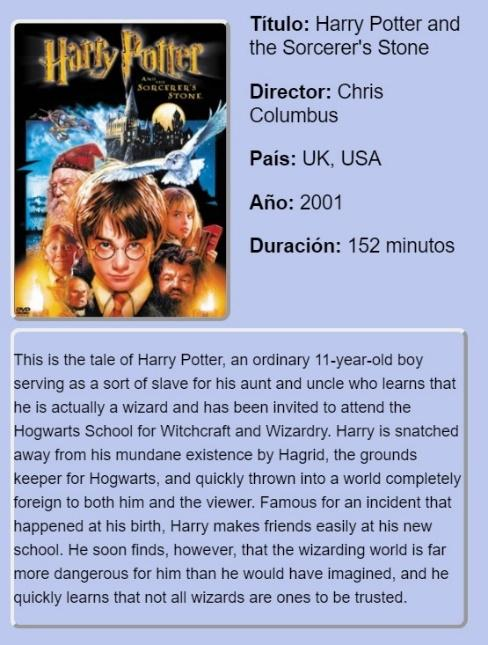 Harry Potter
AND THE
SORCERER'S
STONE
DVD
Título: Harry Potter and
the Sorcerer's Stone
Director: Chris
Columbus
País: UK, USA
Año: 2001
Duración: 152 minutos
This is the tale of Harry Potter, an ordinary 11-year-old boy
serving as a sort of slave for his aunt and uncle who learns that
he is actually a wizard and has been invited to attend the
Hogwarts School for Witchcraft and Wizardry. Harry is snatched
away from his mundane existence by Hagrid, the grounds
keeper for Hogwarts, and quickly thrown into a world completely
foreign to both him and the viewer. Famous for an incident that
happened at his birth, Harry makes friends easily at his new
school. He soon finds, however, that the wizarding world is far
more dangerous for him than he would have imagined, and he
quickly learns that not all wizards are ones to be trusted.